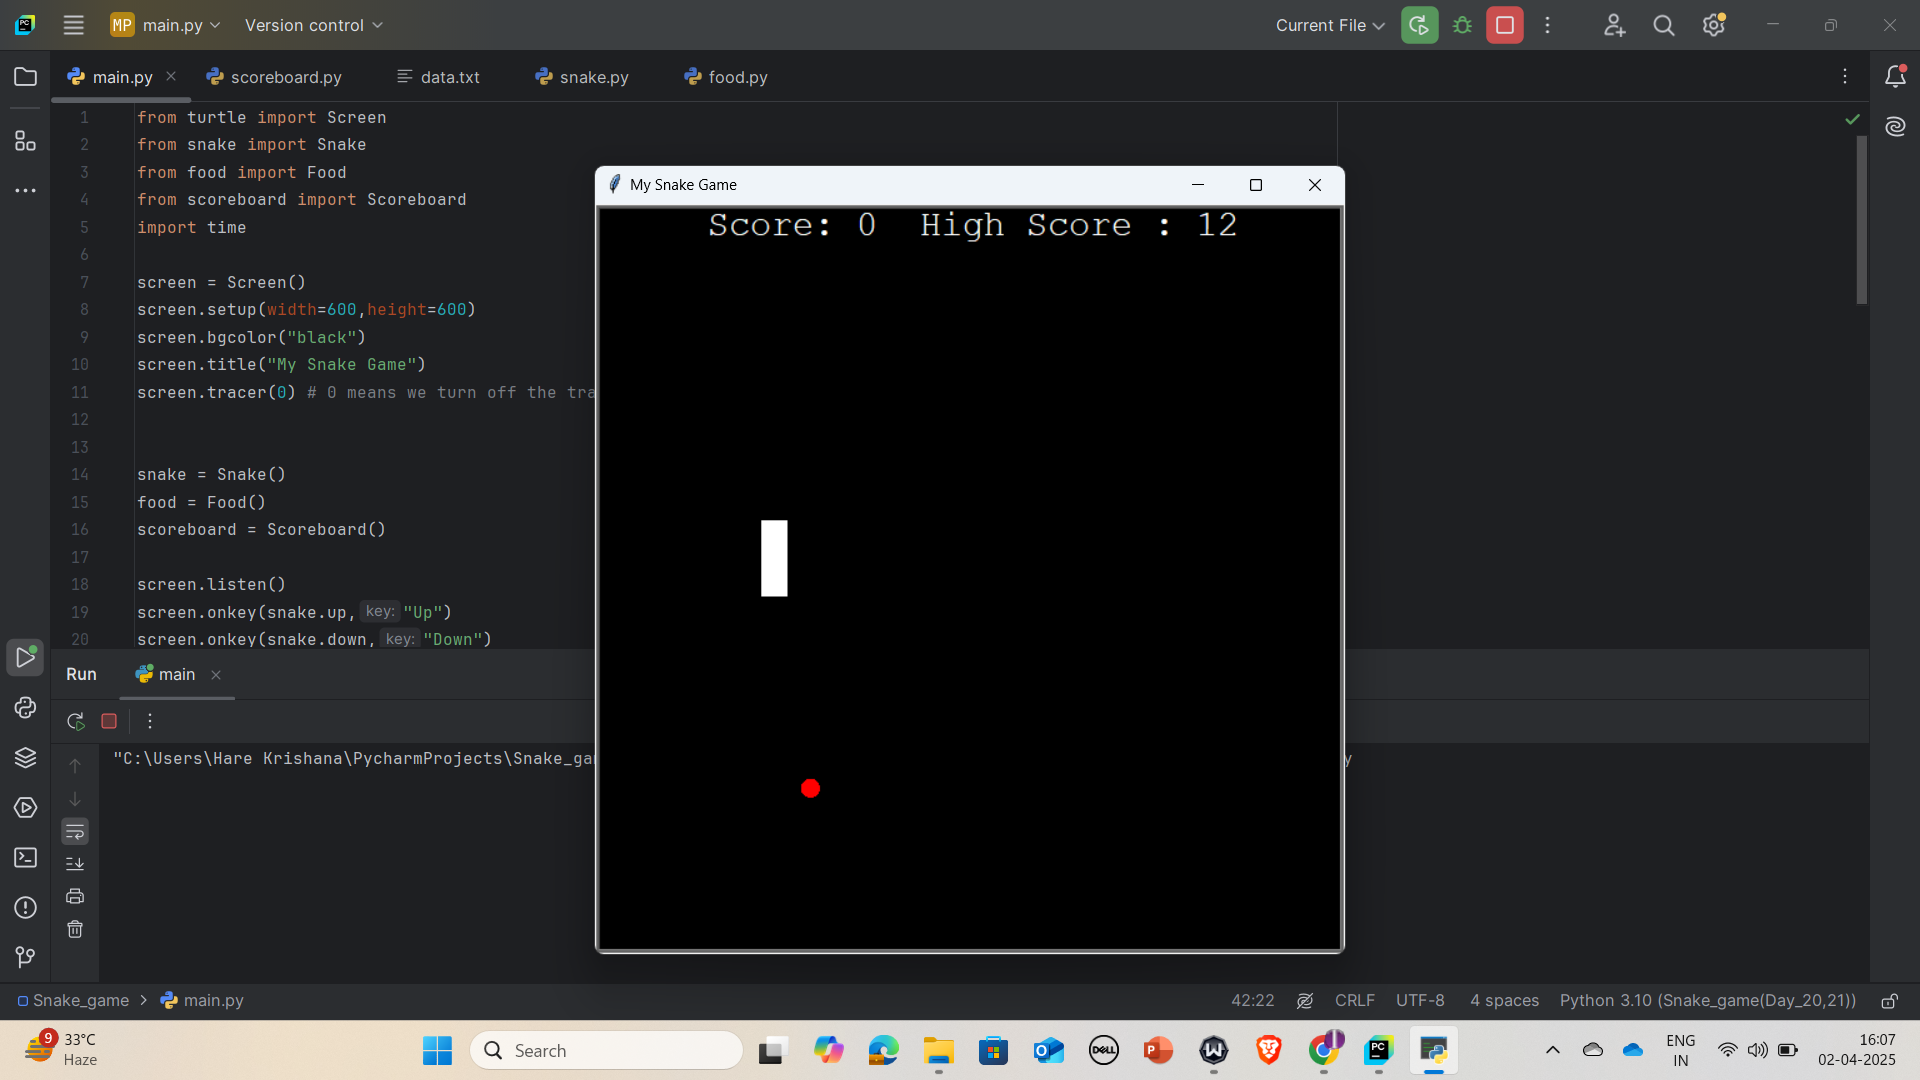 PC
MP main.py
Version control
Current File
main.py
scoreboard.py
data.txt
snake.py
food.py
1 from turtle import Screen
2 from snake import Snake
3 from food import Food
4 from scoreboard import Scoreboard
5 import time
6
7 screen = Screen()
8 screen.setup(width=600,height=600)
9 screen.bgcolor("black")
10 screen.title("My Snake Game")
11 screen.tracer(0) # 0 means we turn off the tra
12
13
14 snake = Snake()
15 food = Food()
16 scoreboard = Scoreboard()
17
18 screen.listen()
19 screen.onkey(snake.up, key: "Up")
20 screen.onkey(snake.down, key: "Down")
My Snake Game
Score: 0 High Score : 12
Run
main
"C:\Users\Hare Krishana\PycharmProjects\Snake_ga
y
Snake_game > main.py
42:22
CRLF
UTF-8
4 spaces
Python 3.10 (Snake_game(Day_20,21))
9
33°C
Haze
Search
DELL
P
W
PC
ENG
IN
16:07
02-04-2025